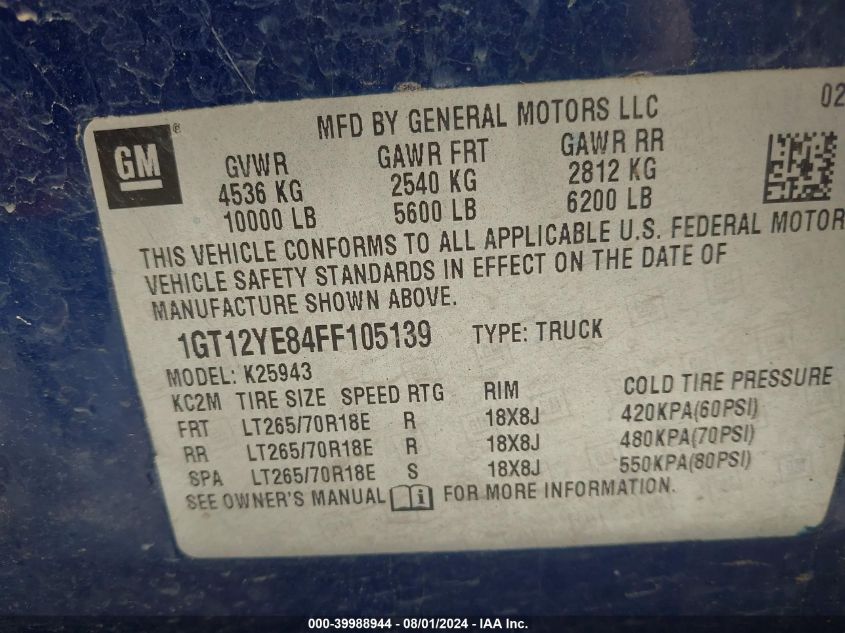 MFD BY GENERAL MOTORS LLC
02
GM®
GVWR GAWR FRT GAWR RR
4536 KG 2540 KG 2812 KG
10000 LB 5600 LB 6200 LB
THIS VEHICLE CONFORMS TO ALL APPLICABLE U.S. FEDERAL MOTOR
VEHICLE SAFETY STANDARDS IN EFFECT ON THE DATE OF
MANUFACTURE SHOWN ABOVE.
1GT12YE84FF105139 TYPE: TRUCK
MODEL: K25943
KC2M TIRE SIZE SPEED RTG RIM COLD TIRE PRESSURE
FRT LT265/70R18E R 18X8J 420KPA(60PSI)
RR LT265/70R18E R 18X8J 480KPA(70PSI)
SPA LT265/70R18E S 18X8J 550KPA(80PSI)
SEE OWNER'S MANUAL i FOR MORE INFORMATION.
000-39988944 // 08/01/2024 - IAA Inc.